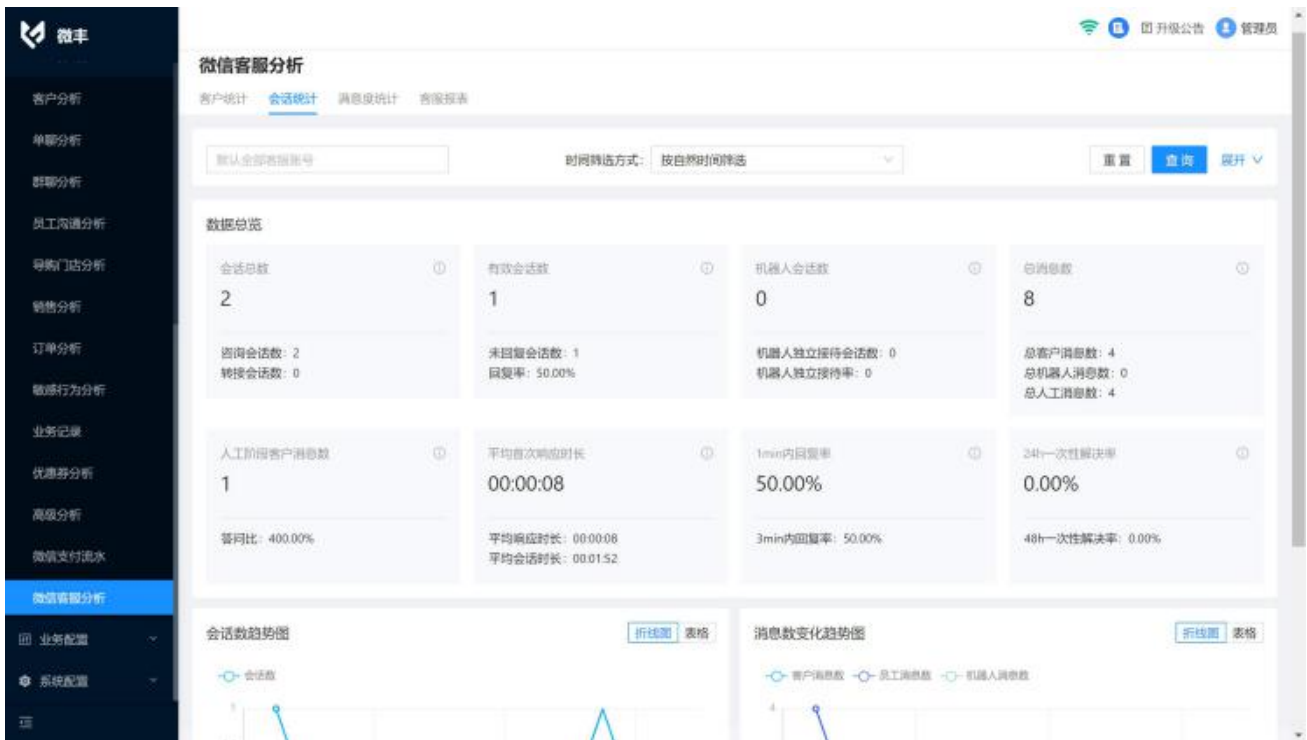 微丰
升级公告
管理员
客户分析
单聊分析
群聊分析
员工沟通分析
导购门店分析
销售分析
订单分析
敏感行为分析
业务记录
优惠券分析
高级分析
微信支付流水
微信客服分析
业务配置
系统配置
微信客服分析
客户统计 会话统计 满意度统计 客服报表
默认全部客服账号 时间筛选方式: 按自然时间筛选 重置 查询 展开
数据总览
会话总数
2
咨询会话数: 2
转接会话数: 0
有效会话数
1
未回复会话数: 1
回复率: 50.00%
机器人会话数
0
机器人独立接待会话数: 0
机器人独立接待率: 0
总消息数
8
总客户消息数: 4
总机器人消息数: 0
总人工消息数: 4
人工阶段客户消息数
1
答问比: 400.00%
平均首次响应时长
00:00:08
平均响应时长: 00:00:08
平均会话时长: 00:01:52
1min内回复率
50.00%
3min内回复率: 50.00%
24h一次性解决率
0.00%
48h一次性解决率: 0.00%
会话数趋势图 折线图 表格
会话数
1
消息数变化趋势图 折线图 表格
客户消息数 员工消息数 机器人消息数
4